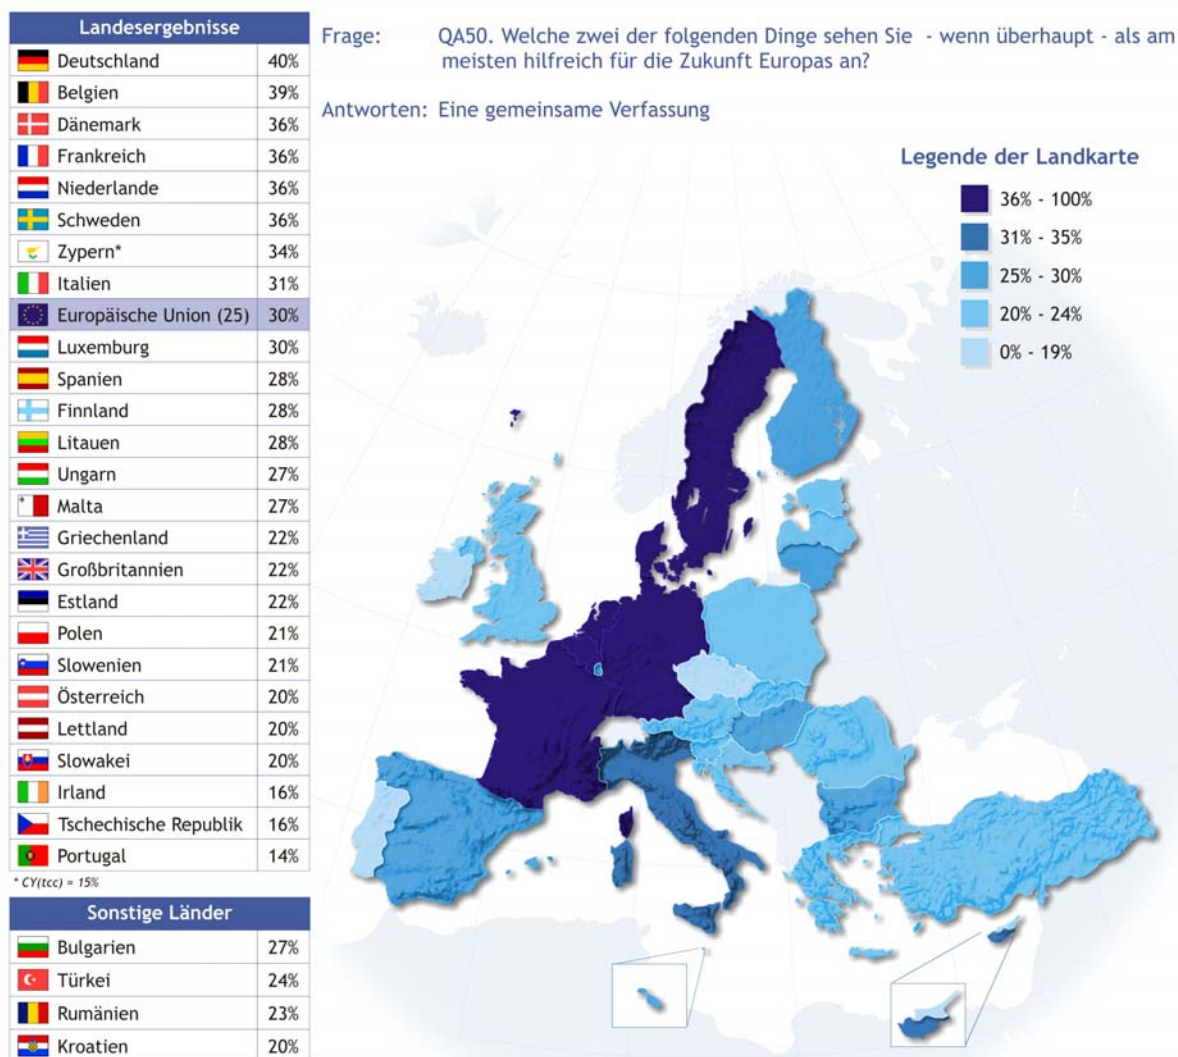 Landesergebnisse
Deutschland 40%
Belgien 39%
Dänemark 36%
Frankreich 36%
Niederlande 36%
Schweden 36%
Zypern* 34%
Italien 31%
Europäische Union (25) 30%
Luxemburg 30%
Spanien 28%
Finnland 28%
Litauen 28%
Ungarn 27%
Malta 27%
Griechenland 22%
Großbritannien 22%
Estland 22%
Polen 21%
Slowenien 21%
Österreich 20%
Lettland 20%
Slowakei 20%
Irland 16%
Tschechische Republik 16%
Portugal 14%
* CY(tcc) = 15%
Sonstige Länder
Bulgarien 27%
Türkei 24%
Rumänien 23%
Kroatien 20%
Frage: QA50. Welche zwei der folgenden Dinge sehen Sie - wenn überhaupt - als am
meisten hilfreich für die Zukunft Europas an?
Antworten: Eine gemeinsame Verfassung
Legende der Landkarte
36% - 100%
31% - 35%
25% - 30%
20% - 24%
0% - 19%